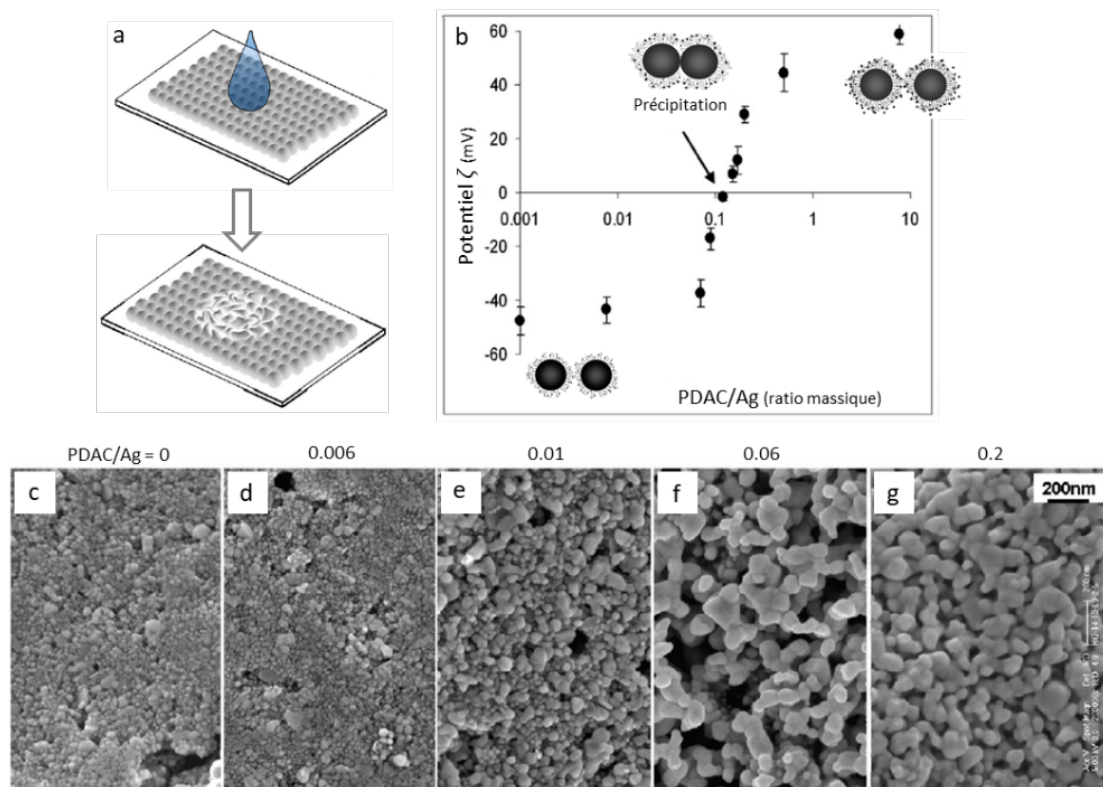 a
b
60
40
20
0
-20
-40
-60
0.001
0.01
0.1
1
10
Potentiel ζ (mV)
Précipitation
PDAC/Ag (ratio massique)
PDAC/Ag = 0
0.006
0.01
0.06
0.2
c
d
e
f
g
200nm